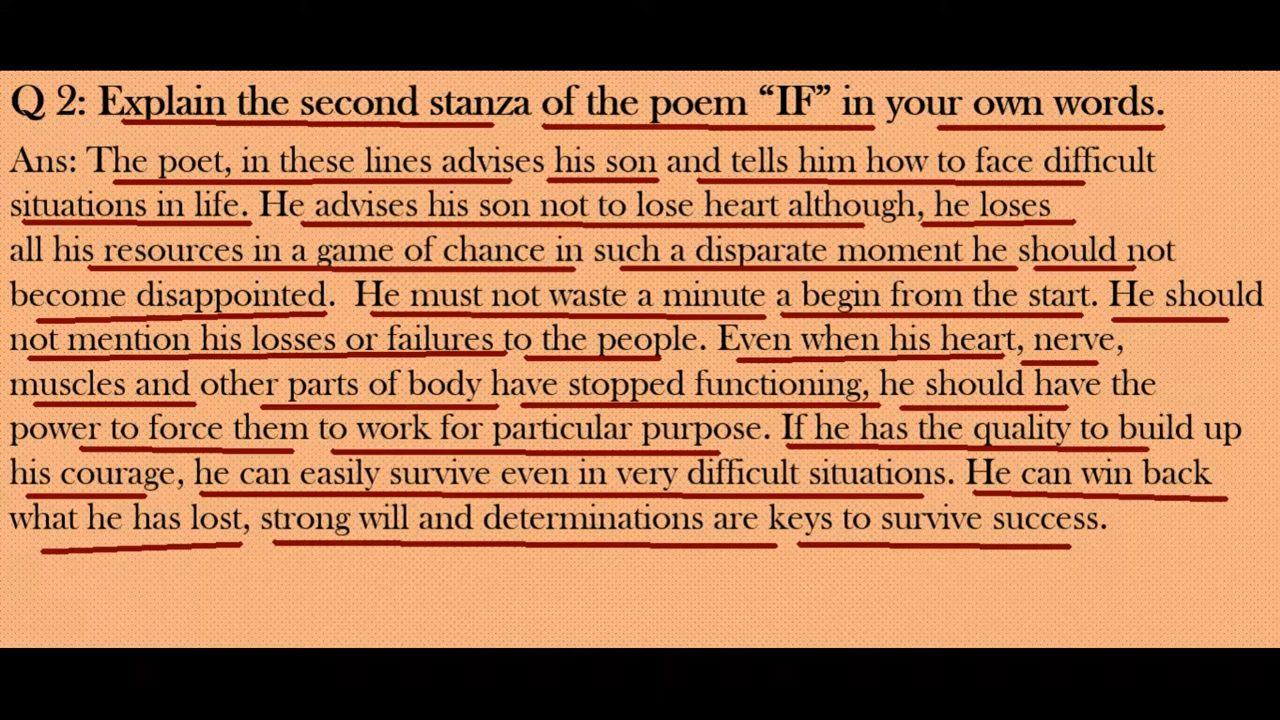 Q 2: Explain the second stanza of the poem “IF” in your own words.
Ans: The poet, in these lines advises his son and tells him how to face difficult
situations in life. He advises his son not to lose heart although, he loses
all his resources in a game of chance in such a disparate moment he should not
become disappointed.  He must not waste a minute a begin from the start. He should
not mention his losses or failures to the people. Even when his heart, nerve,
muscles and other parts of body have stopped functioning, he should have the
power to force them to work for particular purpose. If he has the quality to build up
his courage, he can easily survive even in very difficult situations. He can win back
what he has lost, strong will and determinations are keys to survive success.